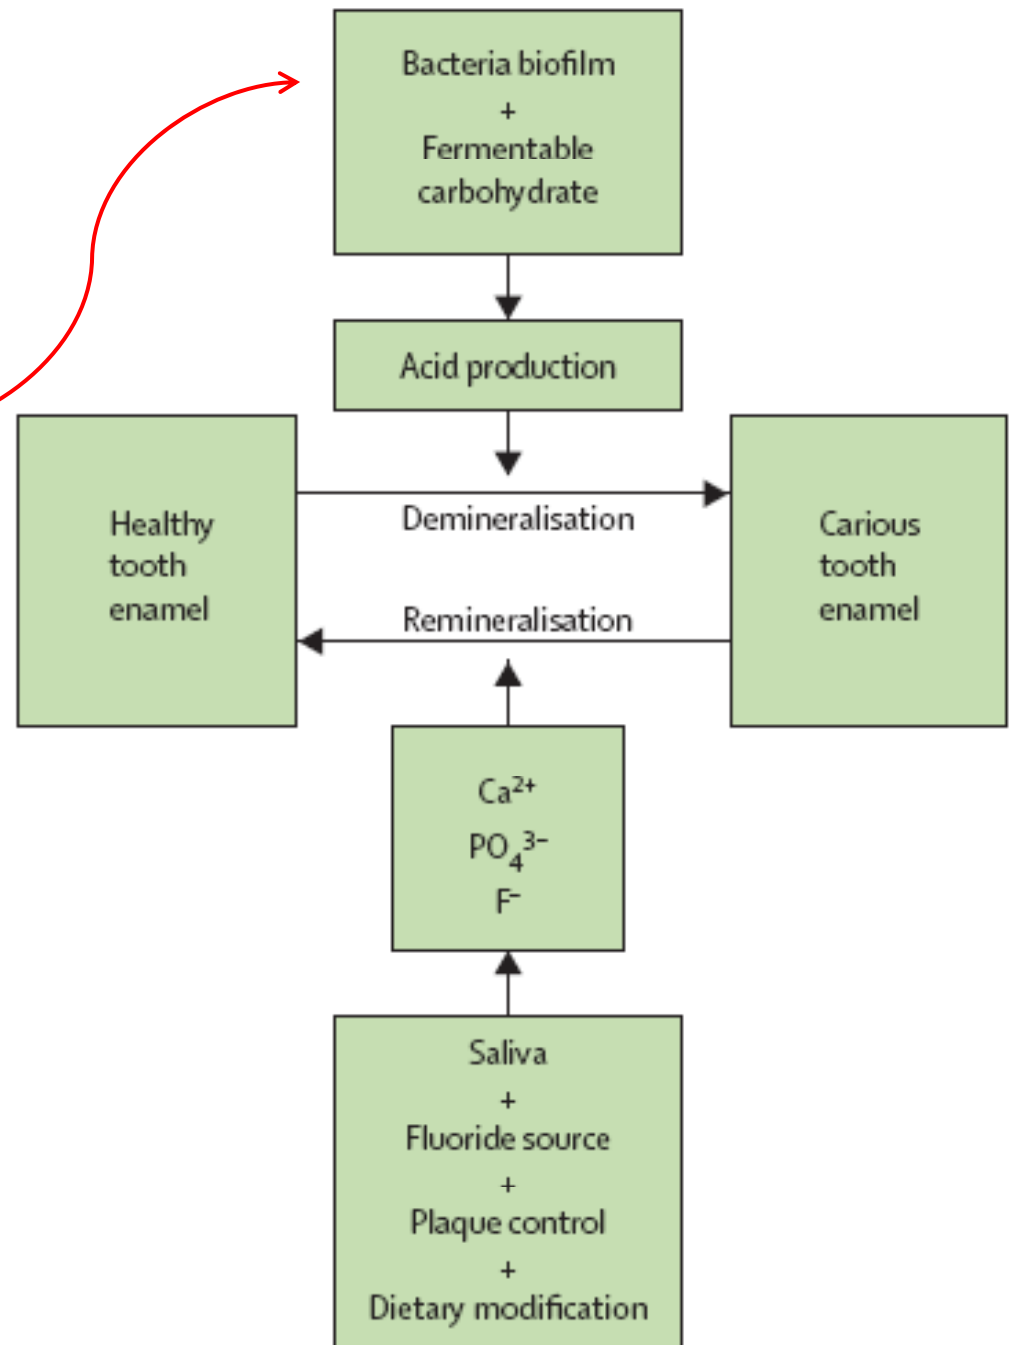 Bacteria biofilm
+
Fermentable
carbohydrate
Acid production
Healthy
tooth
enamel
Demineralisation
Remineralisation
Carious
tooth
enamel
Ca²⁺
PO₄³⁻
F⁻
Saliva
+
Fluoride source
+
Plaque control
+
Dietary modification